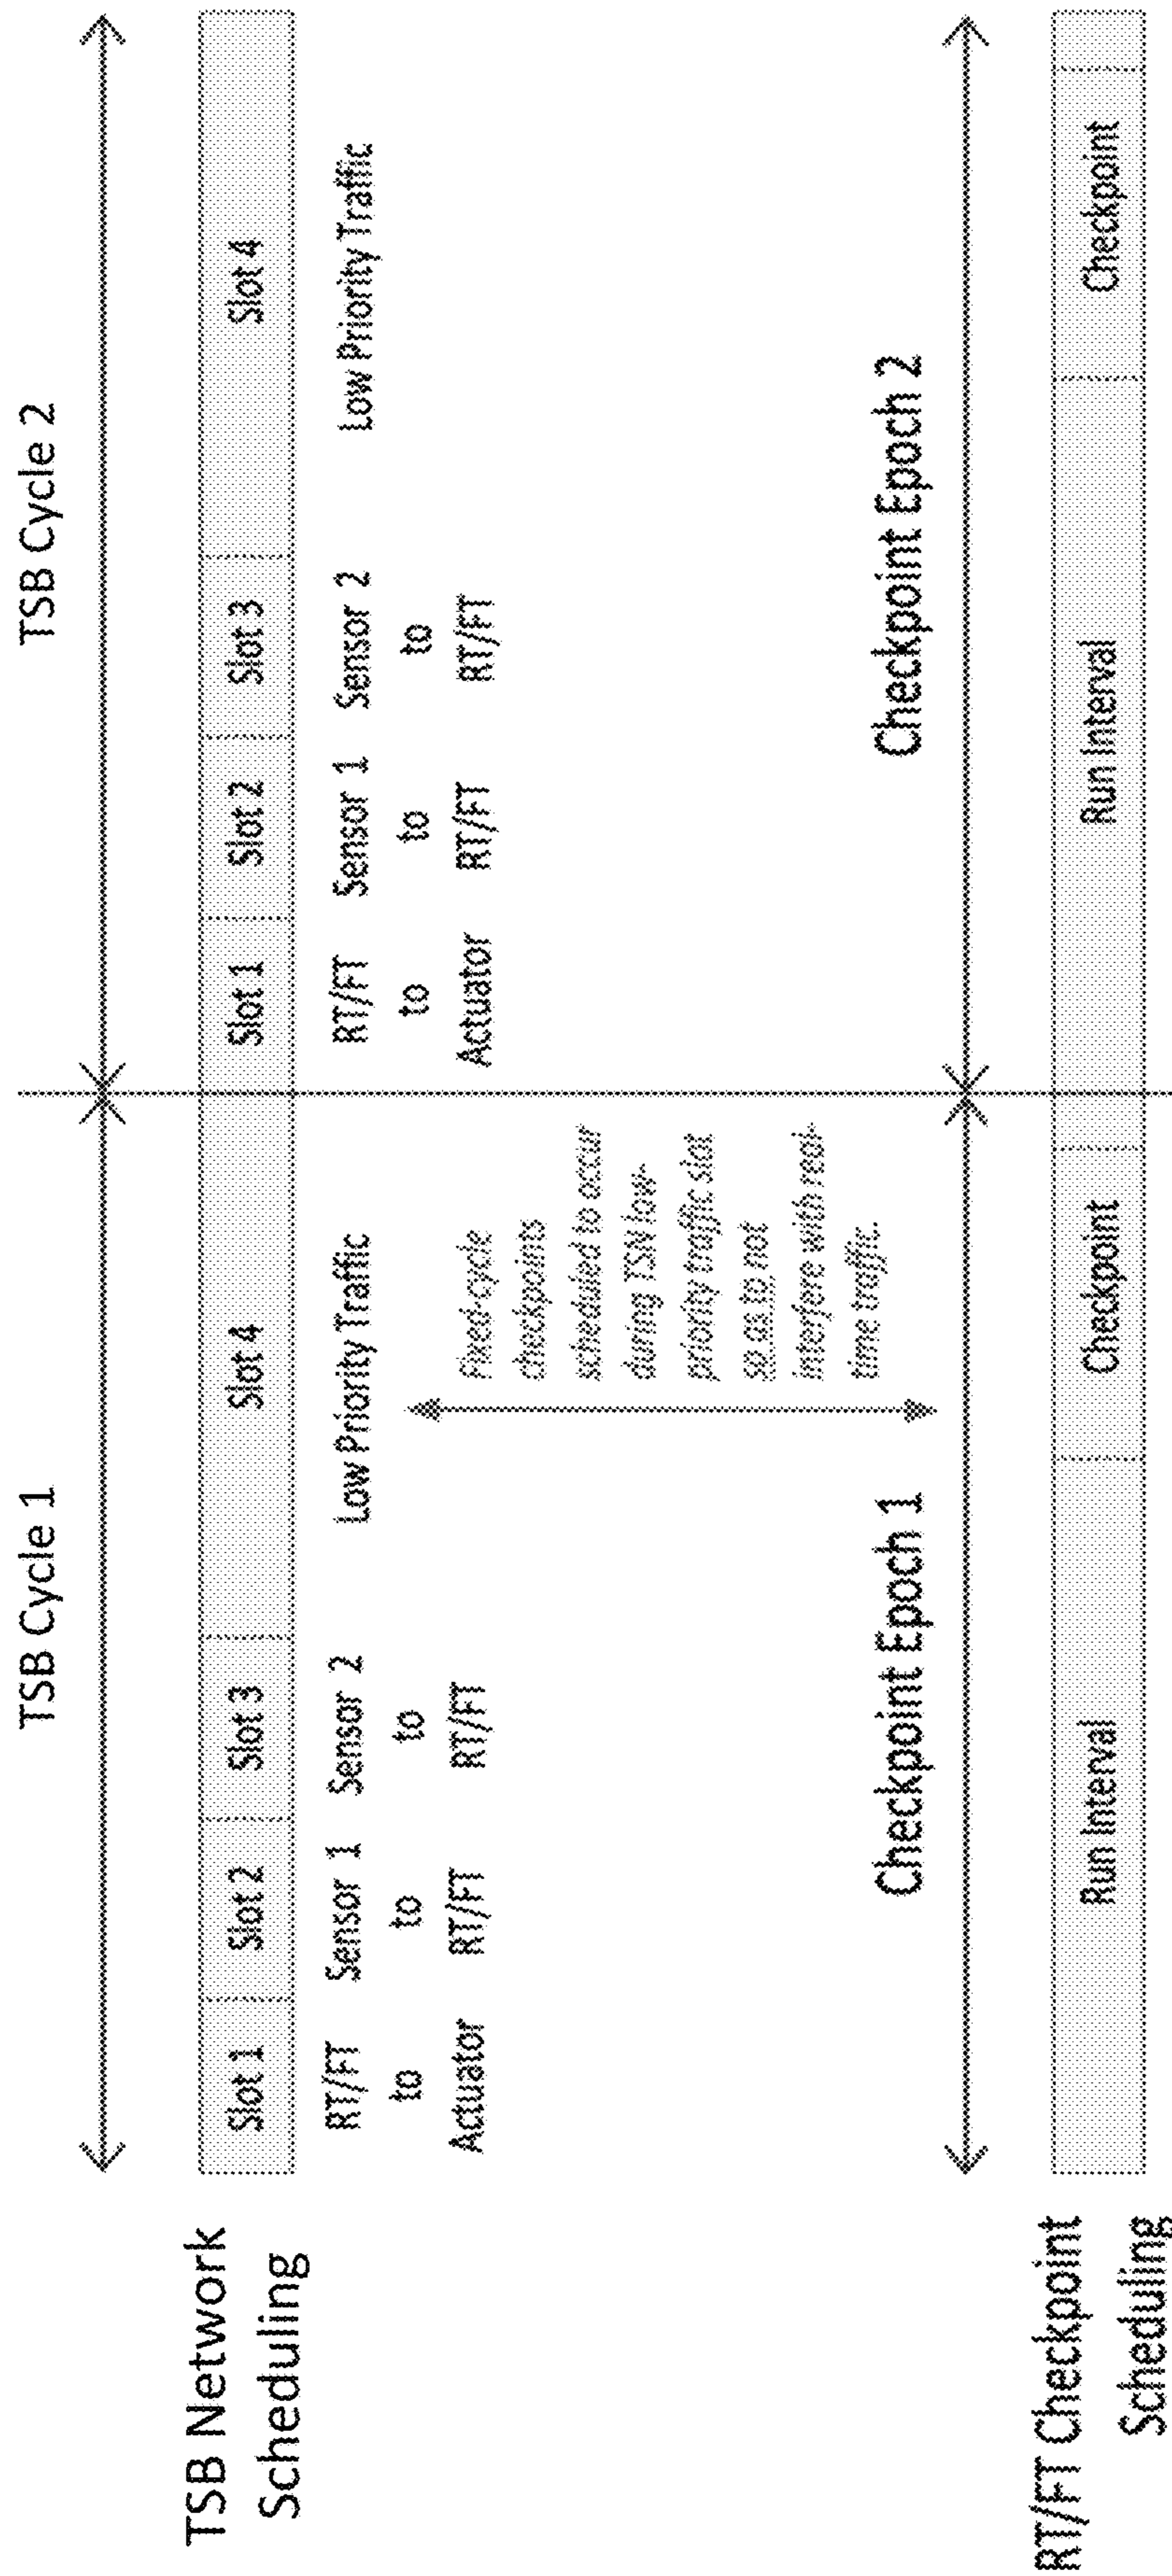 TSB Cycle 1
TSB Cycle 2
TSB Network
Scheduling
Slot 1
Slot 2
Slot 3
Slot 4
Slot 1
Slot 2
Slot 3
Slot 4
RT/FT
to
Actuator
Sensor 1
to
RT/FT
Sensor 2
to
RT/FT
Low Priority Traffic
RT/FT
to
Actuator
Sensor 1
to
RT/FT
Sensor 2
to
RT/FT
Low Priority Traffic
Fixed-cycle
checkpoints
scheduled to occur
during TSN low-
priority traffic slot
so as to not
interfere with real-
time traffic.
Checkpoint Epoch 1
Checkpoint Epoch 2
RT/FT Checkpoint
Scheduling
Run Interval
Checkpoint
Run Interval
Checkpoint